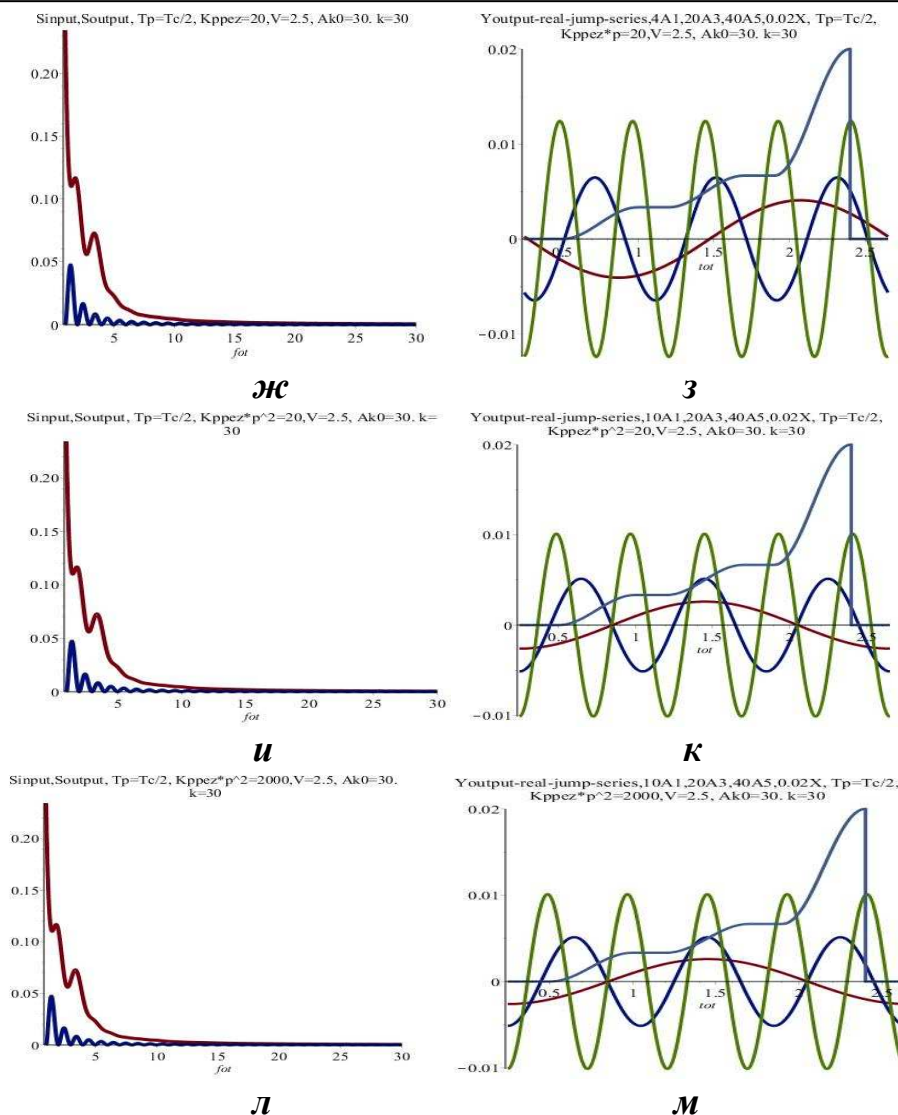 Sinput,Soutput, Tp=Tc/2, Kppez=20,V=2.5, Ak0=30. k=30
0.20
0.15
0.10
0.05
0
5
10
15
20
25
30
fot
ж
Youtput-real-jump-series,4A1,20A3,40A5,0.02X, Tp=Tc/2,
Kppez*p=20,V=2.5, Ak0=30. k=30
0.02
0.01
0
−0.01
0.5
1
1.5
2
2.5
tot
з
Sinput,Soutput, Tp=Tc/2, Kppez*p^2=20,V=2.5, Ak0=30. k=
30
0.20
0.15
0.10
0.05
0
5
10
15
20
25
30
fot
и
Youtput-real-jump-series,10A1,20A3,40A5,0.02X, Tp=Tc/2,
Kppez*p^2=20,V=2.5, Ak0=30. k=30
0.02
0.01
0
−0.01
0.5
1
1.5
2
2.5
tot
к
Sinput,Soutput, Tp=Tc/2, Kppez*p^2=2000,V=2.5, Ak0=30.
k=30
0.20
0.15
0.10
0.05
0
5
10
15
20
25
30
fot
л
Youtput-real-jump-series,10A1,20A3,40A5,0.02X, Tp=Tc/2,
Kppez*p^2=2000,V=2.5, Ak0=30. k=30
0.02
0.01
0
−0.01
0.5
1
1.5
2
2.5
tot
м